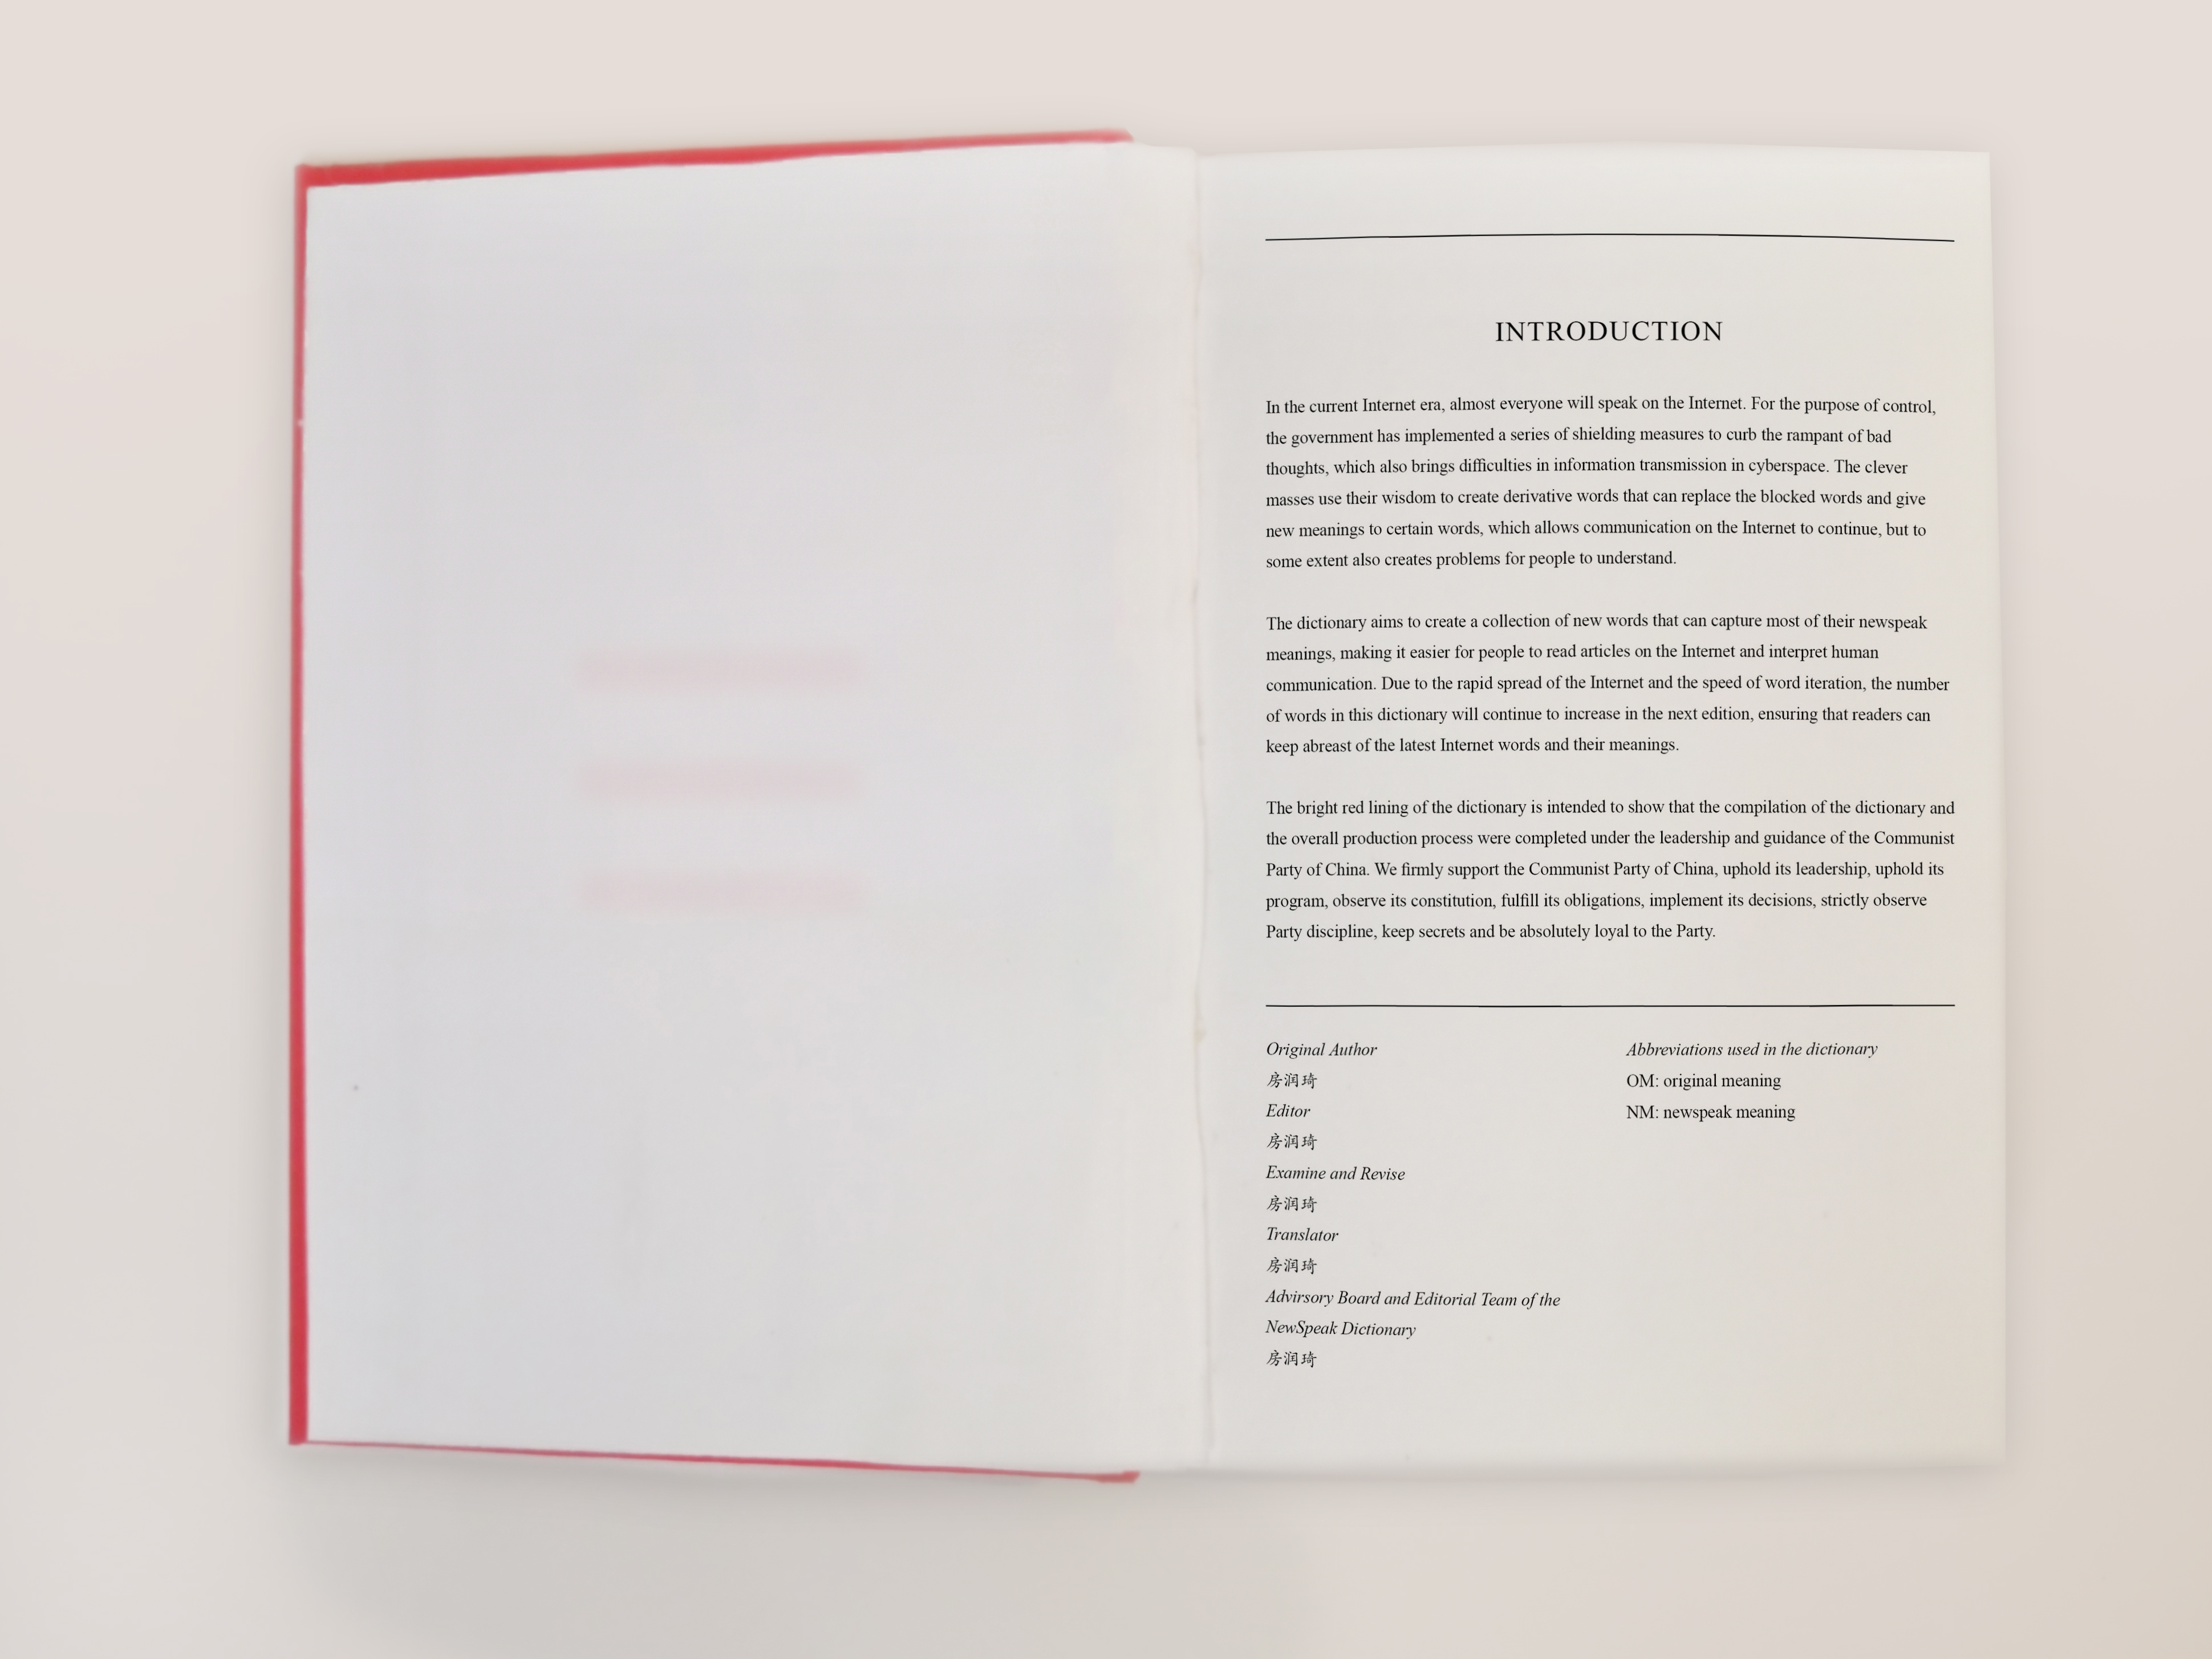 INTRODUCTION
In the current Internet era, almost everyone will speak on the Internet. For the purpose of control,
the government has implemented a series of shielding measures to curb the rampant of bad
thoughts, which also brings difficulties in information transmission in cyberspace. The clever
masses use their wisdom to create derivative words that can replace the blocked words and give
new meanings to certain words, which allows communication on the Internet to continue, but to
some extent also creates problems for people to understand.
The dictionary aims to create a collection of new words that can capture most of their newspeak
meanings, making it easier for people to read articles on the Internet and interpret human
communication. Due to the rapid spread of the Internet and the speed of word iteration, the number
of words in this dictionary will continue to increase in the next edition, ensuring that readers can
keep abreast of the latest Internet words and their meanings.
The bright red lining of the dictionary is intended to show that the compilation of the dictionary and
the overall production process were completed under the leadership and guidance of the Communist
Party of China. We firmly support the Communist Party of China, uphold its leadership, uphold its
program, observe its constitution, fulfill its obligations, implement its decisions, strictly observe
Party discipline, keep secrets and be absolutely loyal to the Party.
Original Author
房润琦
Editor
房润琦
Examine and Revise
房润琦
Translator
房润琦
Advirsory Board and Editorial Team of the
NewSpeak Dictionary
房润琦
Abbreviations used in the dictionary
OM: original meaning
NM: newspeak meaning